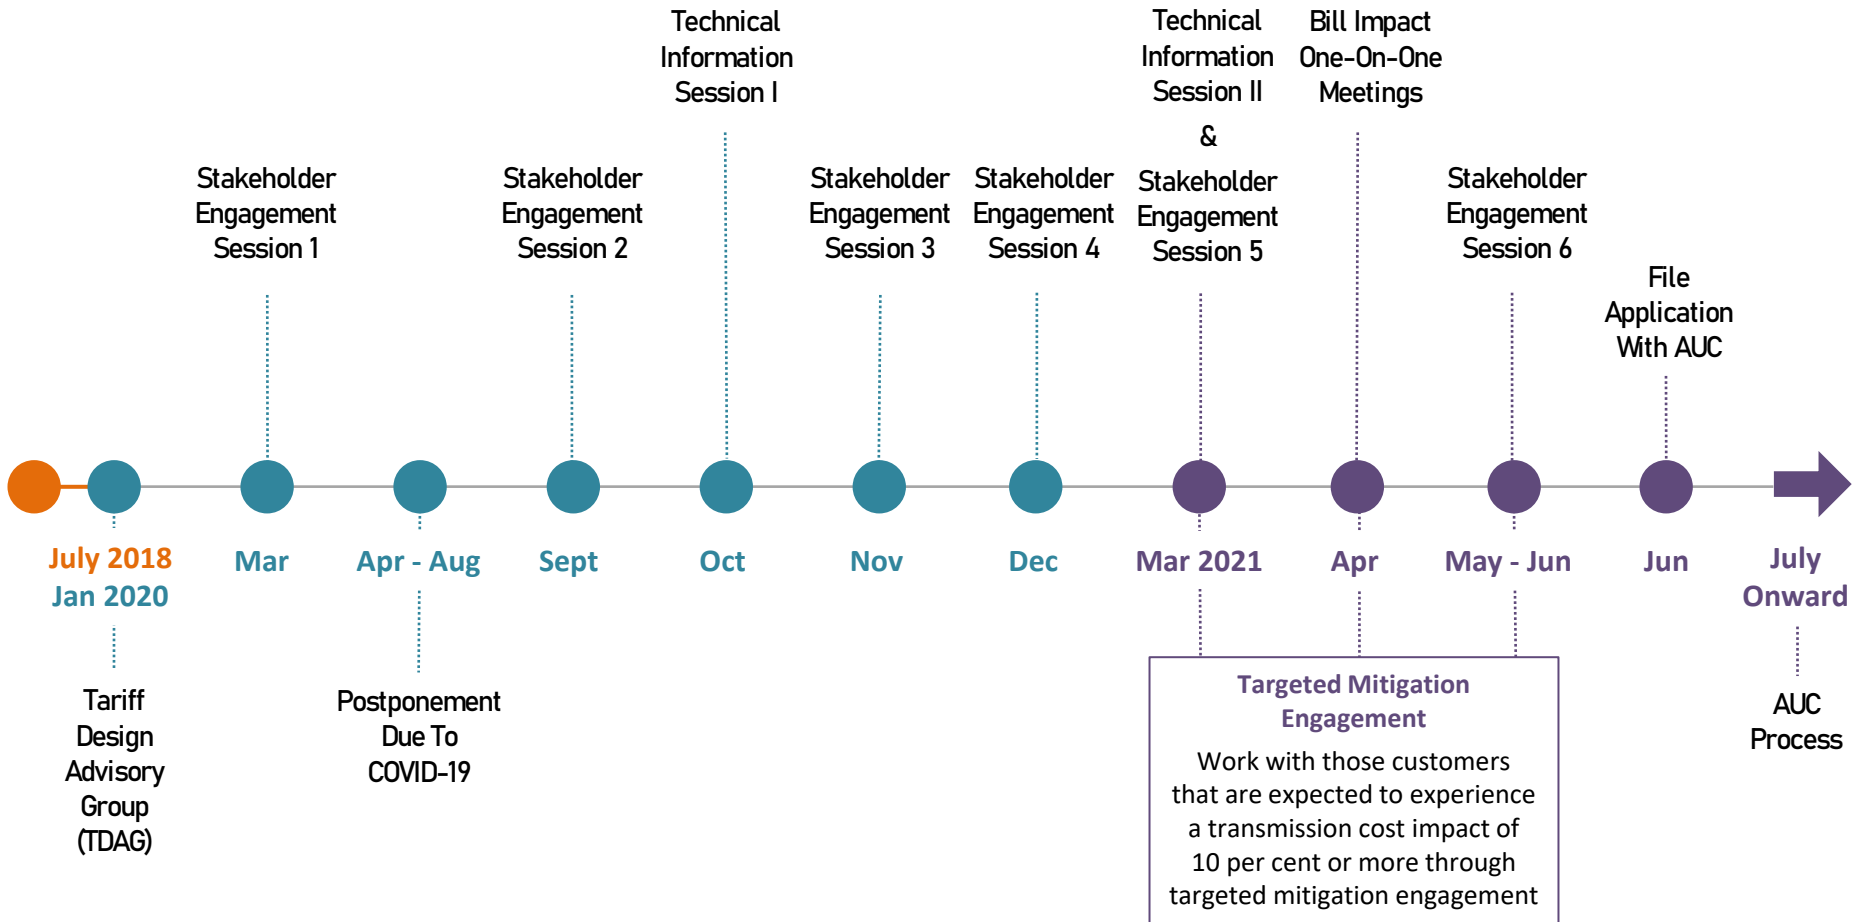 Technical
Information
Session I
Technical
Information
Session II
&
Bill Impact
One-On-One
Meetings
Stakeholder
Engagement
Session 1
Stakeholder
Engagement
Session 2
Stakeholder
Engagement
Session 3
Stakeholder
Engagement
Session 4
Stakeholder
Engagement
Session 5
Stakeholder
Engagement
Session 6
File
Application
With AUC
July 2018
Jan 2020
Mar
Apr - Aug
Sept
Oct
Nov
Dec
Mar 2021
Apr
May - Jun
Jun
July
Onward
Tariff
Design
Advisory
Group
(TDAG)
Postponement
Due To
COVID-19
Targeted Mitigation
Engagement
Work with those customers
that are expected to experience
a transmission cost impact of
10 per cent or more through
targeted mitigation engagement
AUC
Process